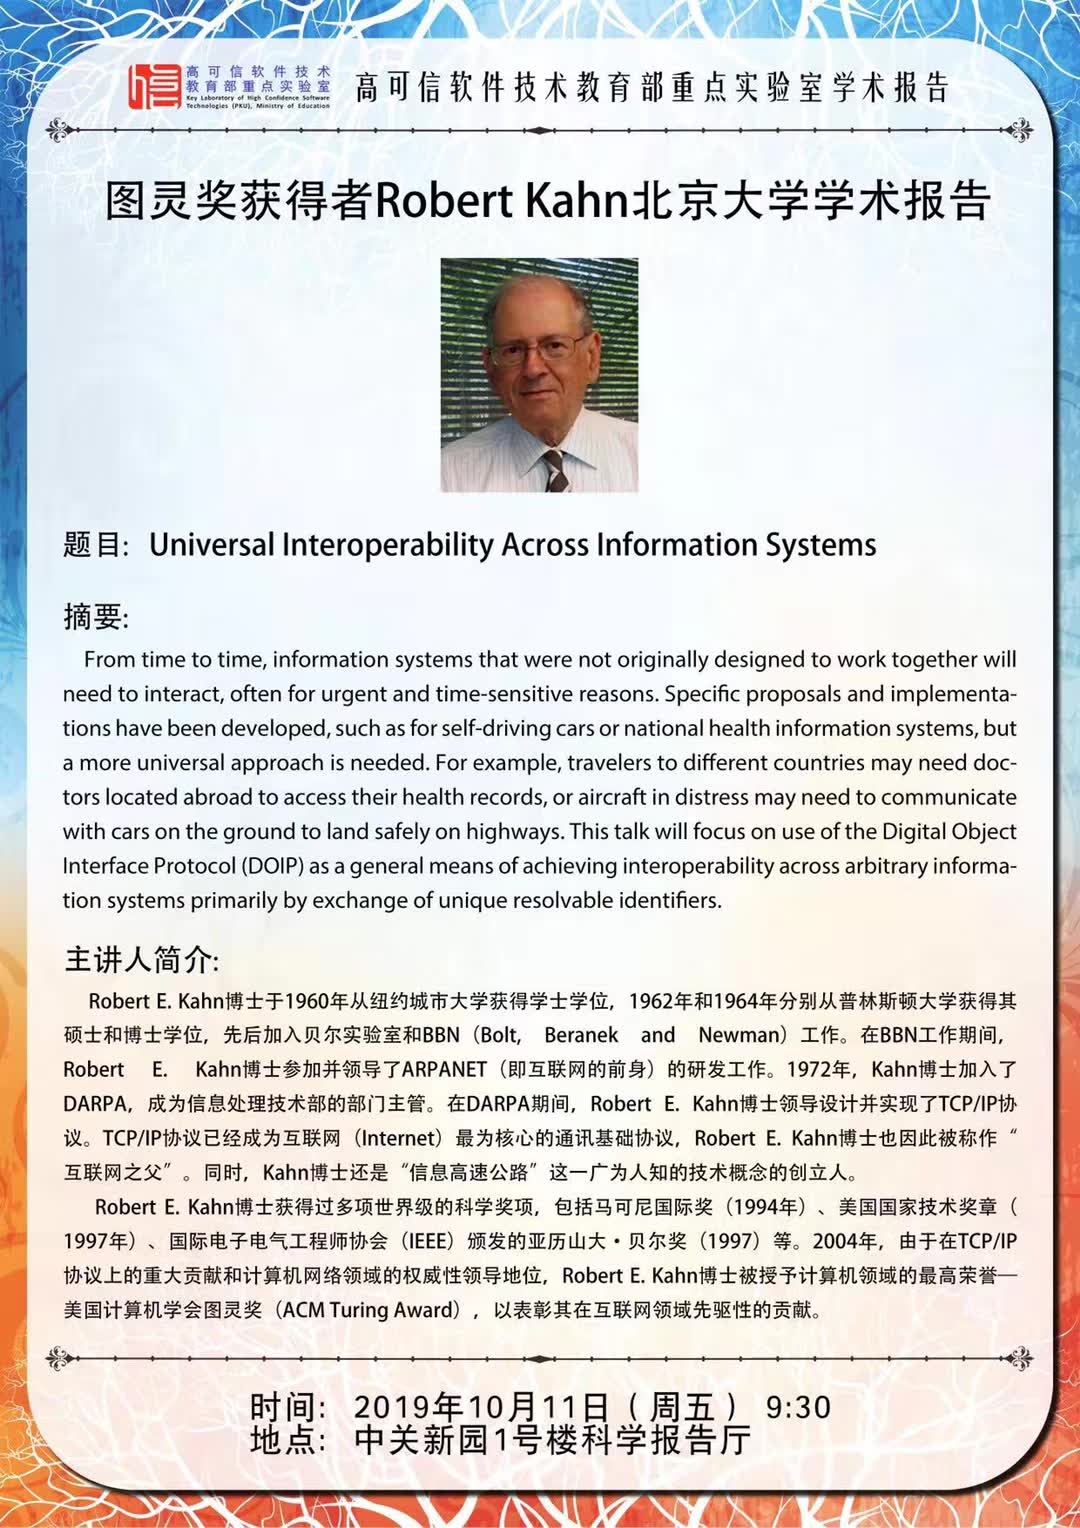 高可信软件技术
教育部重点实验室
Key Laboratory of High Confidence Software
Technologies (PKU), Ministry of Education
高可信软件技术教育部重点实验室学术报告
图灵奖获得者Robert Kahn北京大学学术报告
题目: Universal Interoperability Across Information Systems
摘要:
From time to time, information systems that were not originally designed to work together will
need to interact, often for urgent and time-sensitive reasons. Specific proposals and implementa-
tions have been developed, such as for self-driving cars or national health information systems, but
a more universal approach is needed. For example, travelers to different countries may need doc-
tors located abroad to access their health records, or aircraft in distress may need to communicate
with cars on the ground to land safely on highways. This talk will focus on use of the Digital Object
Interface Protocol (DOIP) as a general means of achieving interoperability across arbitrary informa-
tion systems primarily by exchange of unique resolvable identifiers.
主讲人简介:
Robert E. Kahn博士于1960年从纽约城市大学获得学士学位，1962年和1964年分别从普林斯顿大学获得其
硕士和博士学位，先后加入贝尔实验室和BBN（Bolt, Beranek and Newman）工作。在BBN工作期间，
Robert E. Kahn博士参加并领导了ARPANET（即互联网的前身）的研发工作。1972年，Kahn博士加入了
DARPA，成为信息处理技术部的部门主管。在DARPA期间，Robert E. Kahn博士领导设计并实现了TCP/IP协
议。TCP/IP协议已经成为互联网（Internet）最为核心的通讯基础协议，Robert E. Kahn博士也因此被称作“
互联网之父”。同时，Kahn博士还是“信息高速公路”这一广为人知的技术概念的创立人。
Robert E. Kahn博士获得过多项世界级的科学奖项，包括马可尼国际奖（1994年）、美国国家技术奖章（
1997年）、国际电子电气工程师协会（IEEE）颁发的亚历山大·贝尔奖（1997）等。2004年，由于在TCP/IP
协议上的重大贡献和计算机网络领域的权威性领导地位，Robert E. Kahn博士被授予计算机领域的最高荣誉—
美国计算机学会图灵奖（ACM Turing Award），以表彰其在互联网领域先驱性的贡献。
时间: 2019年10月11日（周五） 9:30
地点: 中关新园1号楼科学报告厅